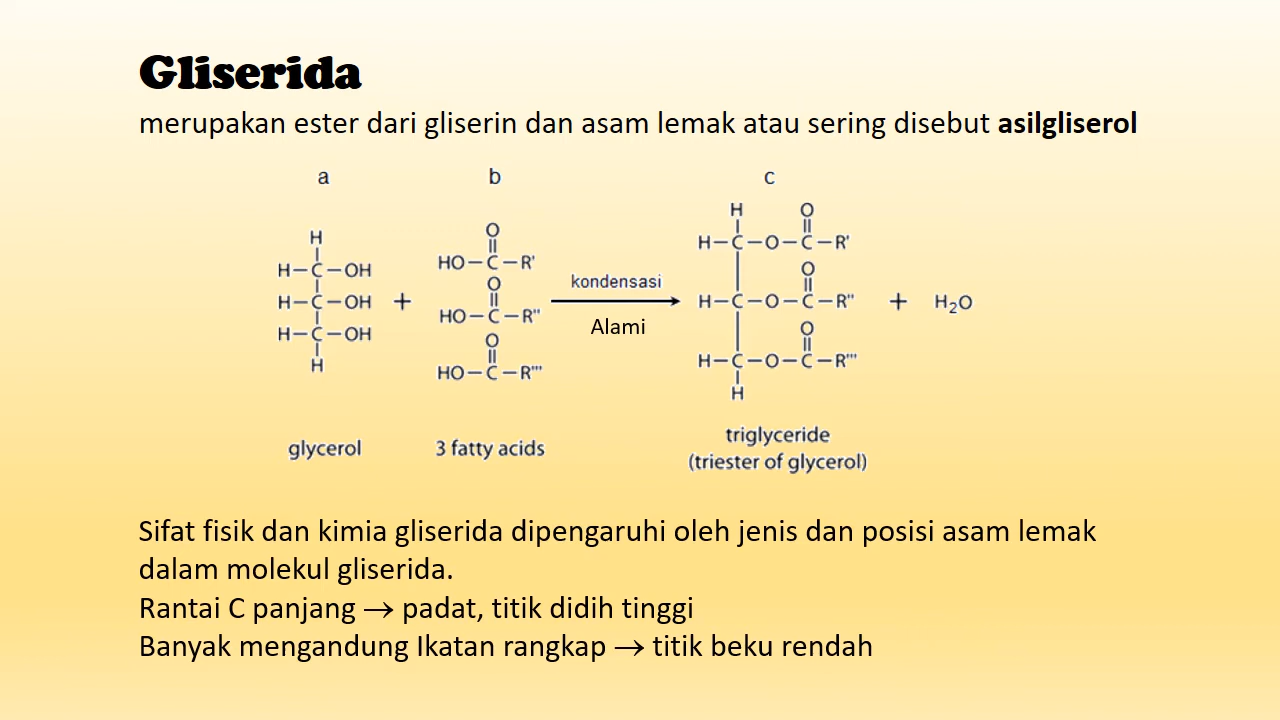 Gliserida
merupakan ester dari gliserin dan asam lemak atau sering disebut asilgliserol
a b c
H
H–C–OH
H–C–OH
H–C–OH
H
+
O
HO–C–R'
O
HO–C–R''
O
HO–C–R'''
kondensasi
Alami
H O
H–C–O–C–R'
O
H–C–O–C–R''
O
H–C–O–C–R'''
H
+ H₂O
glycerol
3 fatty acids
triglyceride
(triester of glycerol)
Sifat fisik dan kimia gliserida dipengaruhi oleh jenis dan posisi asam lemak
dalam molekul gliserida.
Rantai C panjang → padat, titik didih tinggi
Banyak mengandung Ikatan rangkap → titik beku rendah